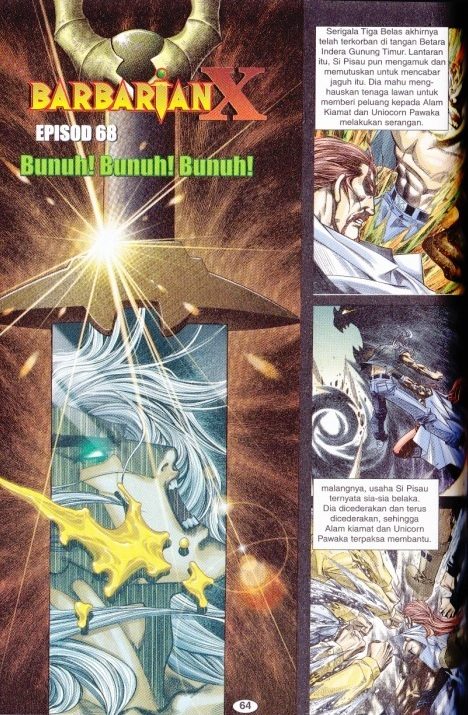 BARBARIAN X
EPISOD 68
Bunuh! Bunuh! Bunuh!
Serigala Tiga Belas akhirnya
telah terkorban di tangan Betara
Indera Gunung Timur. Lantaran
itu, Si Pisau pun mengamuk dan
memutuskan untuk mencabar
jaguh itu. Dia mahu meng-
hauskan tenaga lawan untuk
memberi peluang kepada Alam
Kiamat dan Uniocorn Pawaka
melakukan serangan.
malangnya, usaha Si Pisau
ternyata sia-sia belaka.
Dia dicederakan dan terus
dicederakan, sehingga
Alam kiamat dan Unicorn
Pawaka terpaksa membantu.
64